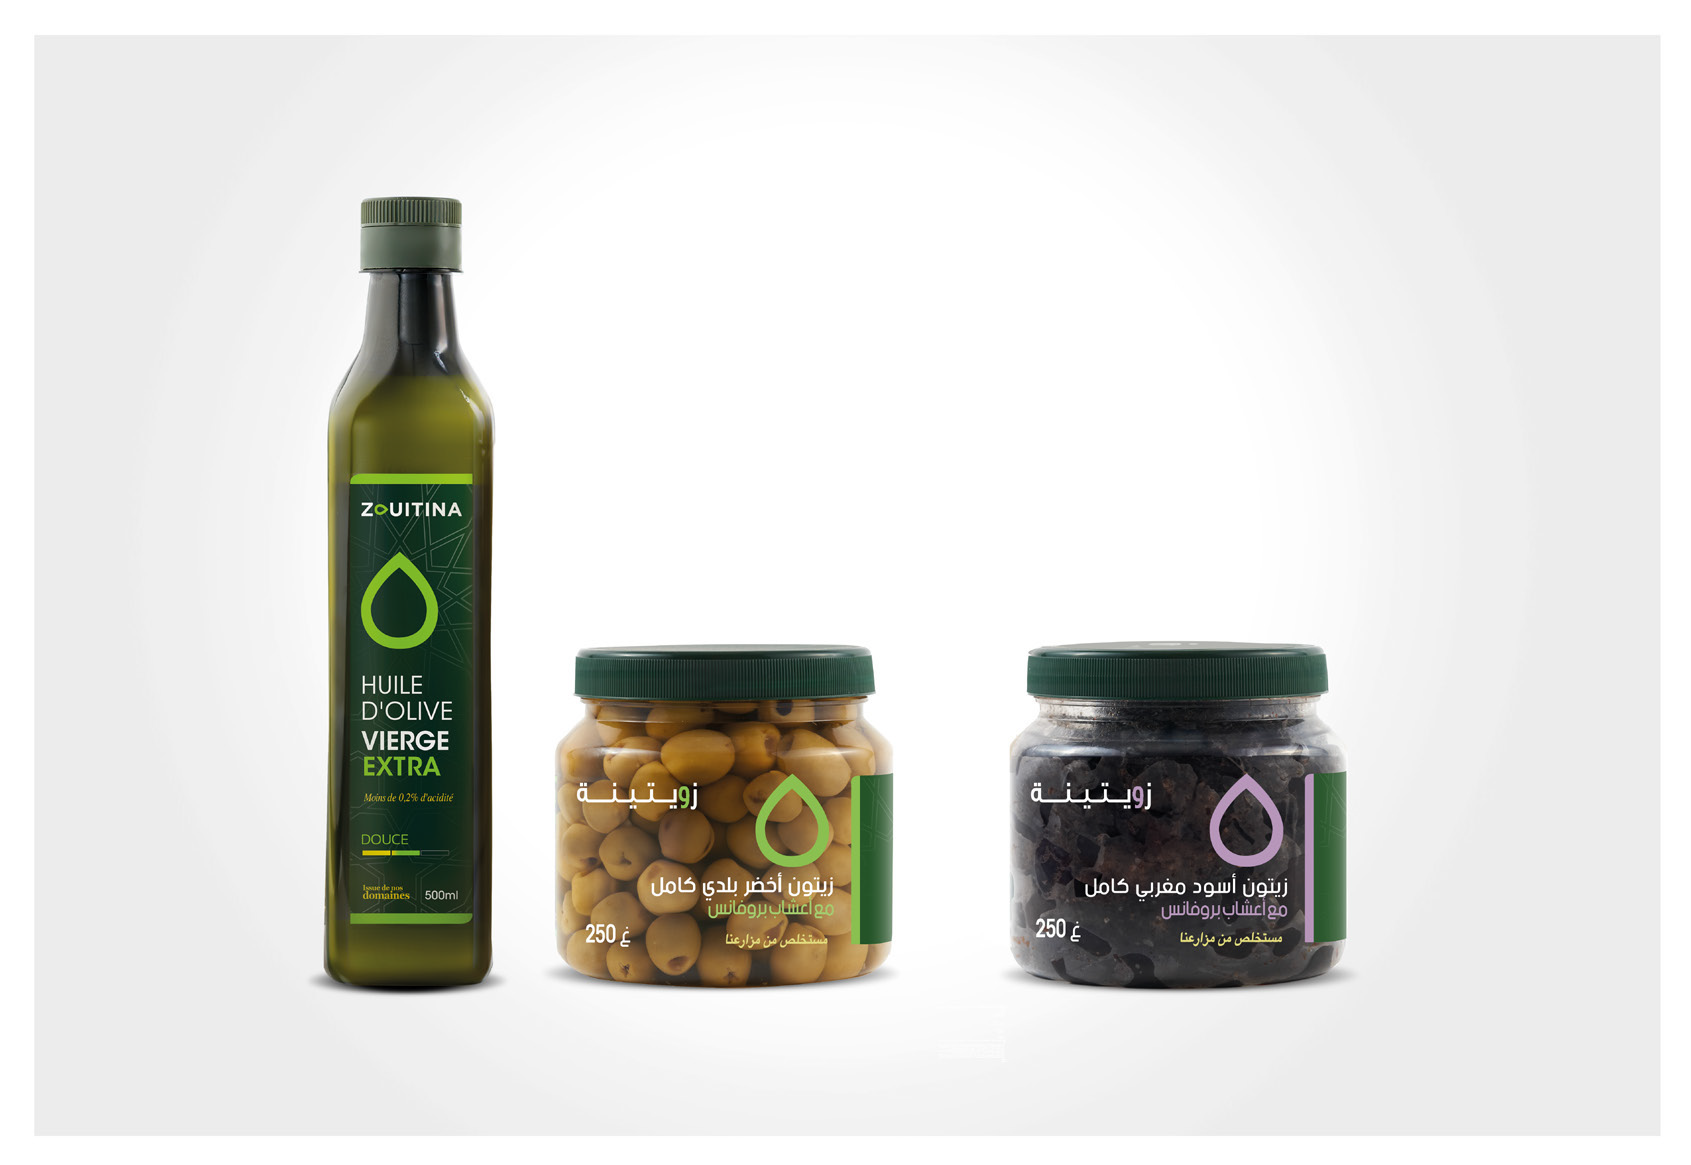 ZOUITINA
HUILE
D'OLIVE
VIERGE
EXTRA
Moins de 0,2% d'acidité
DOUCE
Issue de nos
domaines
500ml
زويـتـيـنـــة
زيتون أخضر بلدي كامل
مع أعشاب بروفانس
مستخلص من مزارعنا
250 غ
زويـتـيـنـــة
زيتون أسود مغربي كامل
مع أعشاب بروفانس
مستخلص من مزارعنا
250 غ